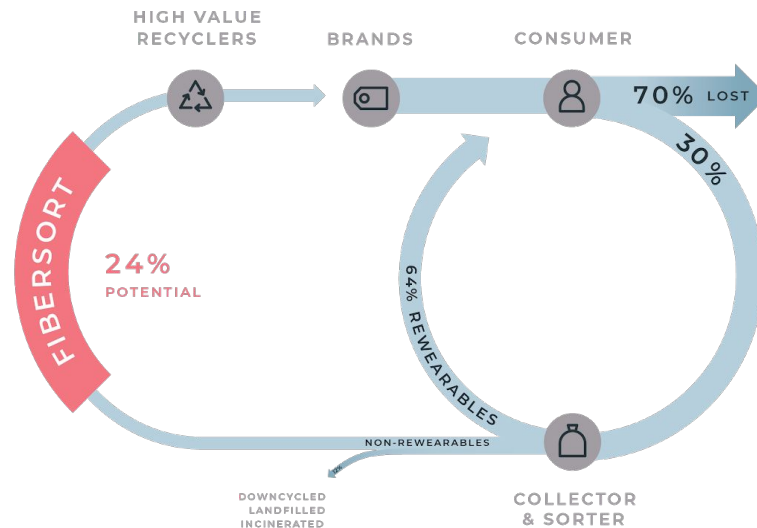 HIGH VALUE
RECYCLERS
BRANDS
CONSUMER
70% LOST
30%
FIBERSORT
24%
POTENTIAL
64% REWEARABLES
NON-REWEARABLES
12%
DOWNCYCLED
LANDFILLED
INCINERATED
COLLECTOR
& SORTER